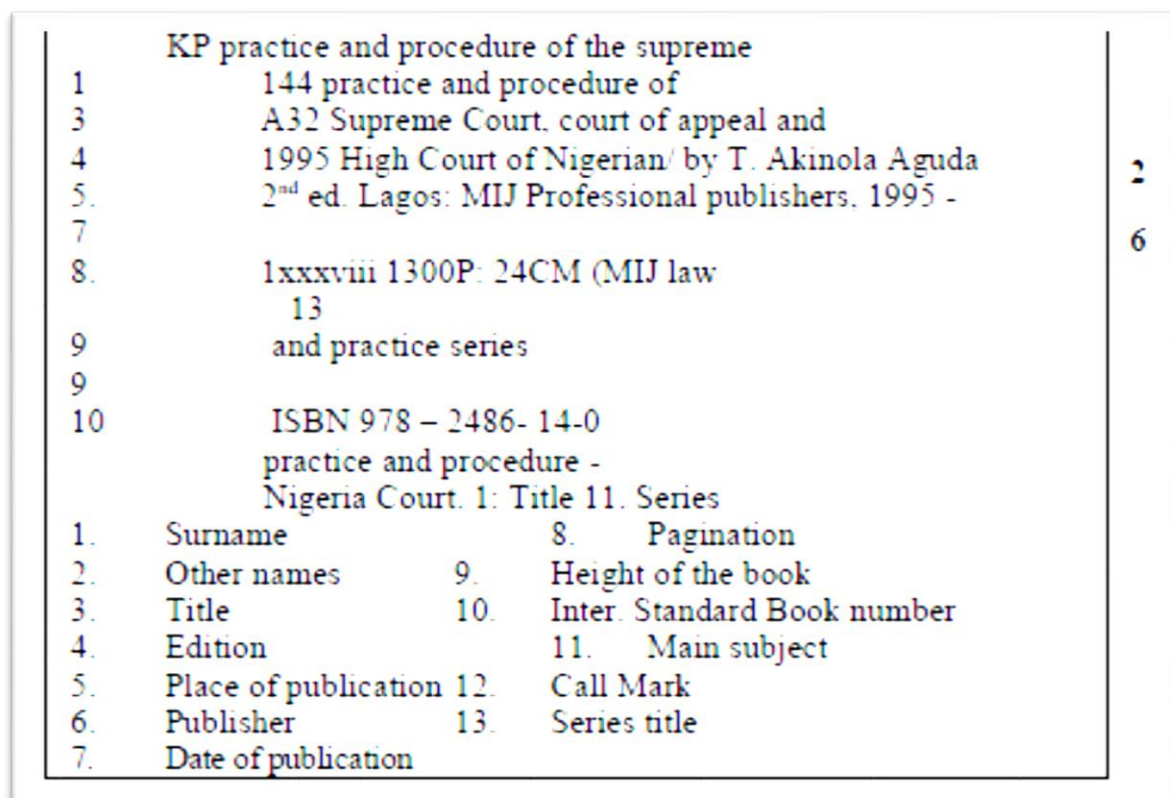 KP practice and procedure of the supreme
1 144 practice and procedure of
3 A32 Supreme Court, court of appeal and
4 1995 High Court of Nigerian/ by T. Akinola Aguda
2
5. 2nd ed. Lagos: MIJ Professional publishers, 1995 -
7
6
8. 1xxxviii 1300P: 24CM (MIJ law
13
9 and practice series
9
10 ISBN 978 – 2486- 14-0
practice and procedure -
Nigeria Court. 1: Title 11. Series
1. Surname 8. Pagination
2. Other names 9. Height of the book
3. Title 10. Inter. Standard Book number
4. Edition 11. Main subject
5. Place of publication 12. Call Mark
6. Publisher 13. Series title
7. Date of publication